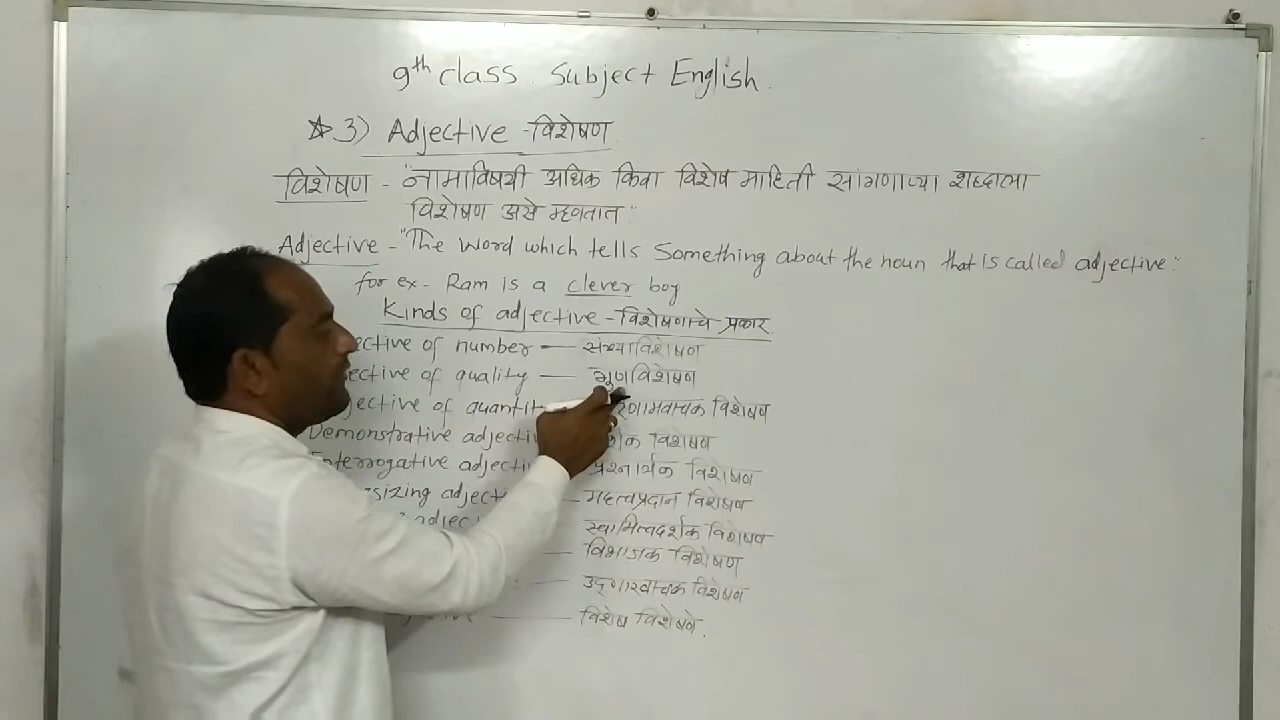 9th class. Subject English.
☆ 3) Adjective - विशेषण
विशेषण - "नामाविषयी अधिक किंवा विशेष माहिती सांगणाऱ्या शब्दाला
विशेषण असे म्हणतात."
Adjective - "The word which tells Something about the noun that is called adjective."
for ex - Ram is a clever boy
Kinds of adjective - विशेषणाचे प्रकार
ective of number — संख्याविशेषण
ective of quality — गुणविशेषण
jective of quantit णामवाचक विशेषण
Demonstrative adjecti र्शक विशेषण
Interrogative adjecti प्रश्नार्थक विशेषण
sizing adject — महत्वप्रदान विशेषण
adjec स्वामित्वदर्शक विशेषण
— विभाजक विशेषण
उद्गारवाचक विशेषण
— विशेष विशेषणे.